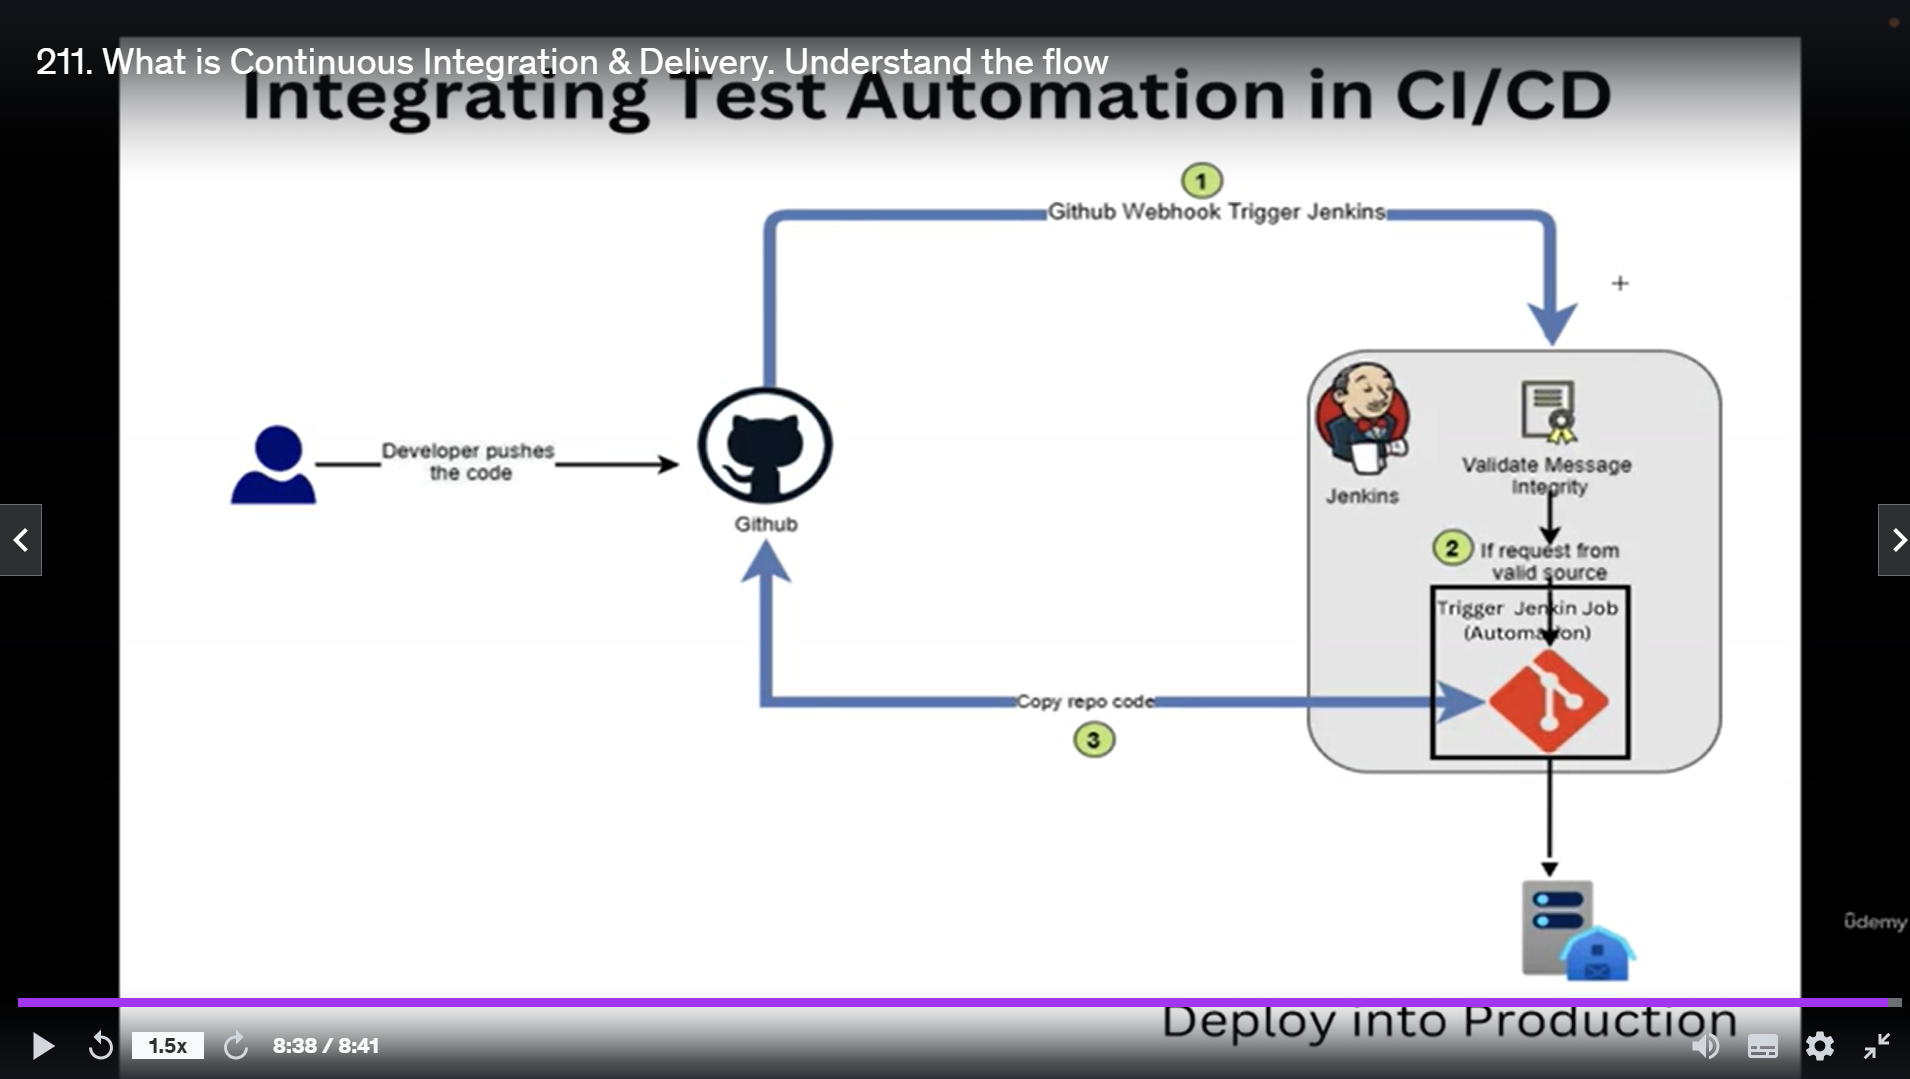 211. What is Continuous Integration & Delivery. Understand the flow
Integrating Test Automation in CI/CD
1
Github Webhook Trigger Jenkins
Developer pushes
the code
Github
Jenkins
Validate Message
Integrity
2
If request from
valid source
Trigger Jenkin Job
(Automation)
Copy repo code
3
ûdemy
Deploy into Production
1.5x
8:38 / 8:41